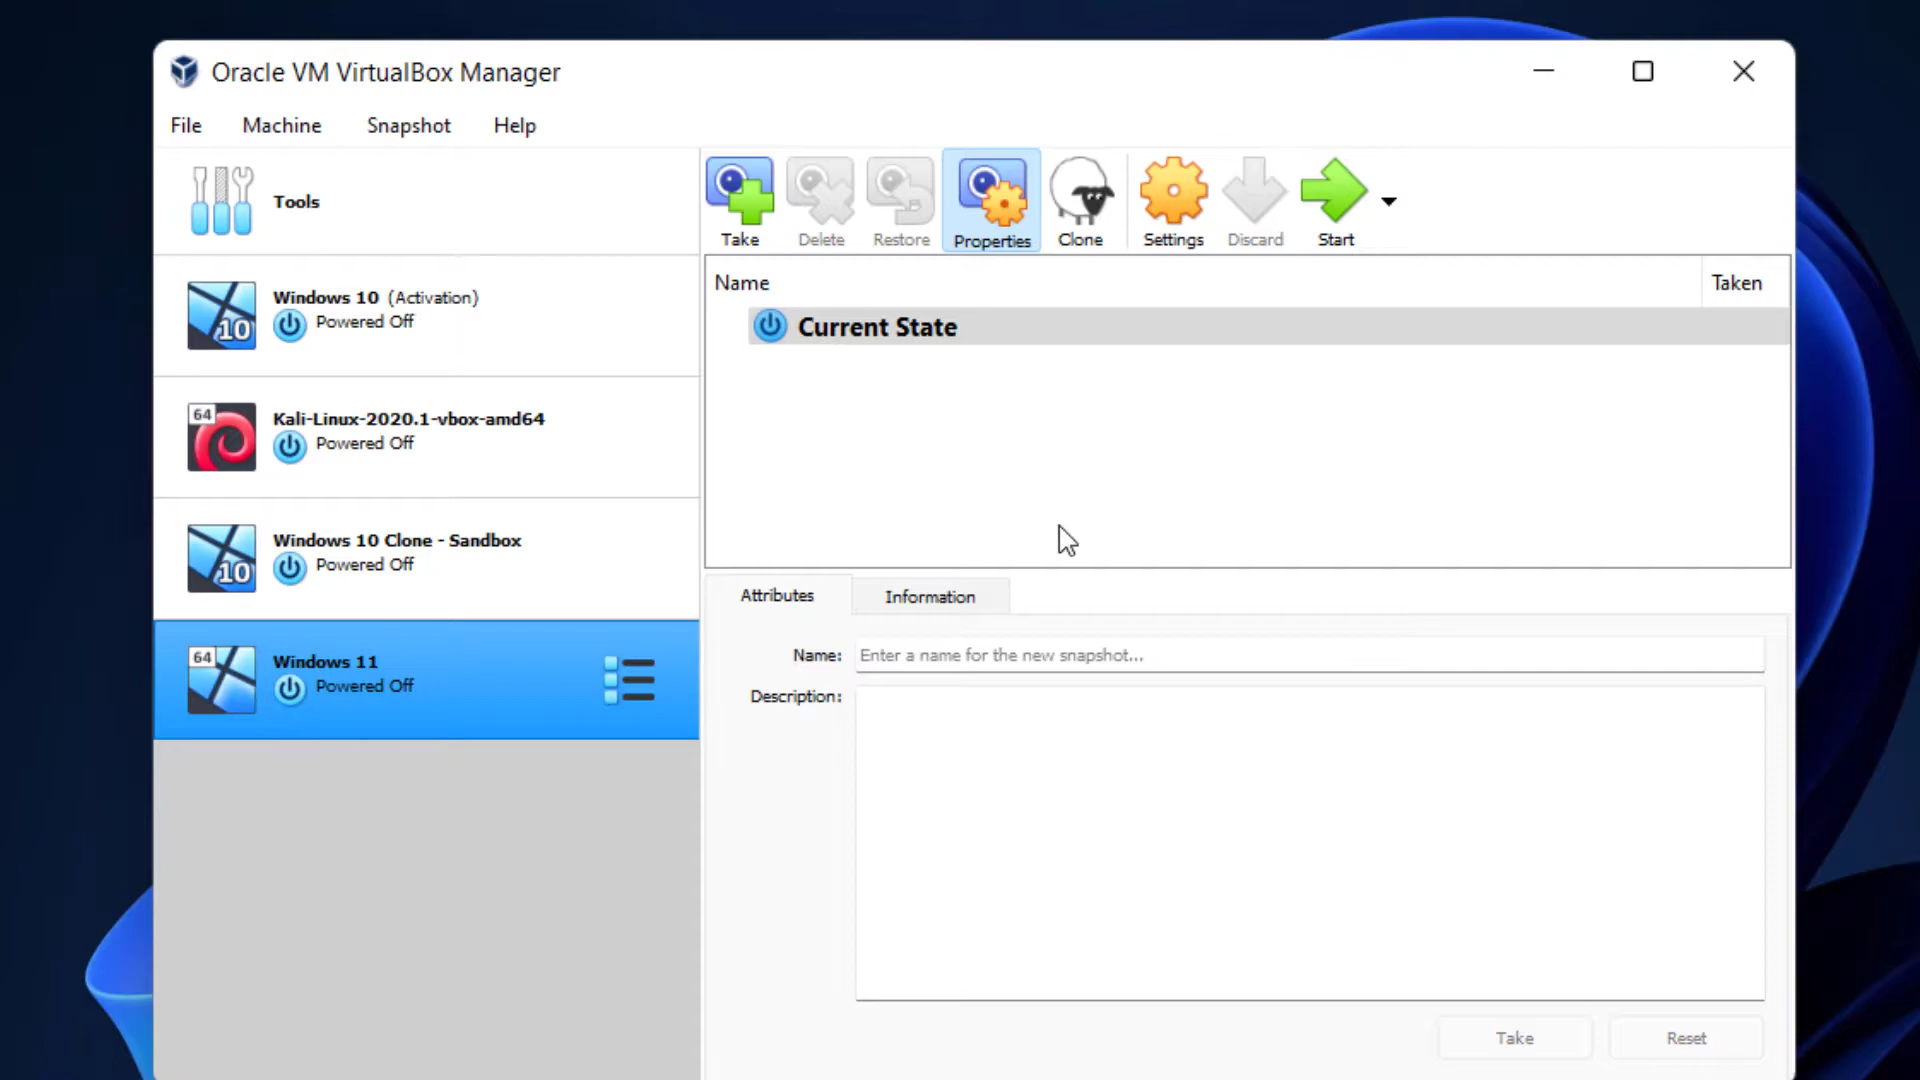 Oracle VM VirtualBox Manager
File Machine Snapshot Help
Tools
Take Delete Restore Properties Clone Settings Discard Start
Name Taken
Current State
10
Windows 10 (Activation)
Powered Off
64
Kali-Linux-2020.1-vbox-amd64
Powered Off
10
Windows 10 Clone - Sandbox
Powered Off
64
Windows 11
Powered Off
Attributes Information
Name: Enter a name for the new snapshot...
Description:
Take Reset